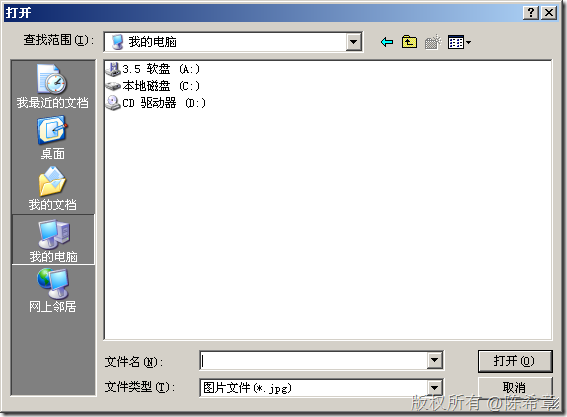 打开
查找范围(I):
我的电脑
我最近的文档
桌面
我的文档
我的电脑
网上邻居
3.5 软盘 (A:)
本地磁盘 (C:)
CD 驱动器 (D:)
文件名(N):
打开(O)
文件类型(T):
图片文件(*.jpg)
取消
版权所有 @陈希章